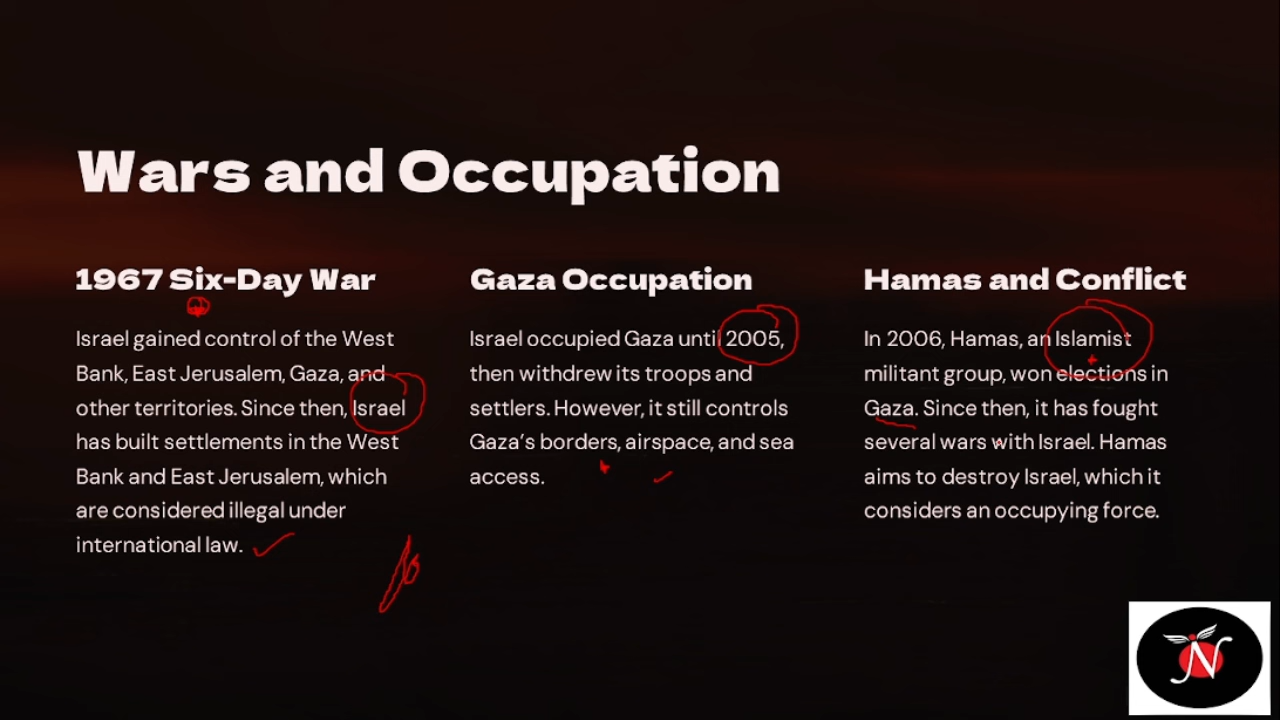 Wars and Occupation
1967 Six-Day War
Israel gained control of the West
Bank, East Jerusalem, Gaza, and
other territories. Since then, Israel
has built settlements in the West
Bank and East Jerusalem, which
are considered illegal under
international law.
Gaza Occupation
Israel occupied Gaza until 2005,
then withdrew its troops and
settlers. However, it still controls
Gaza's borders, airspace, and sea
access.
Hamas and Conflict
In 2006, Hamas, an Islamist
militant group, won elections in
Gaza. Since then, it has fought
several wars with Israel. Hamas
aims to destroy Israel, which it
considers an occupying force.
N